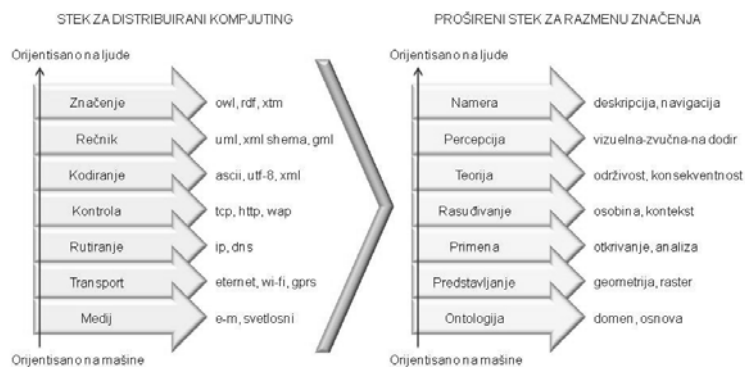 STEK ZA DISTRIBUIRANI KOMPJUTING
Orijentisano na ljude
Značenje owl, rdf, xtm
Rečnik uml, xml shema, gml
Kodiranje ascii, utf-8, xml
Kontrola tcp, http, wap
Rutiranje ip, dns
Transport eternet, wi-fi, gprs
Medij e-m, svetlosni
Orijentisano na mašine
PROŠIRENI STEK ZA RAZMENU ZNAČENJA
Orijentisano na ljude
Namera deskripcija, navigacija
Percepcija vizuelna-zvučna-na dodir
Teorija održivost, konsekventnost
Rasuđivanje osobina, kontekst
Primena otkrivanje, analiza
Predstavljanje geometrija, raster
Ontologija domen, osnova
Orijentisano na mašine